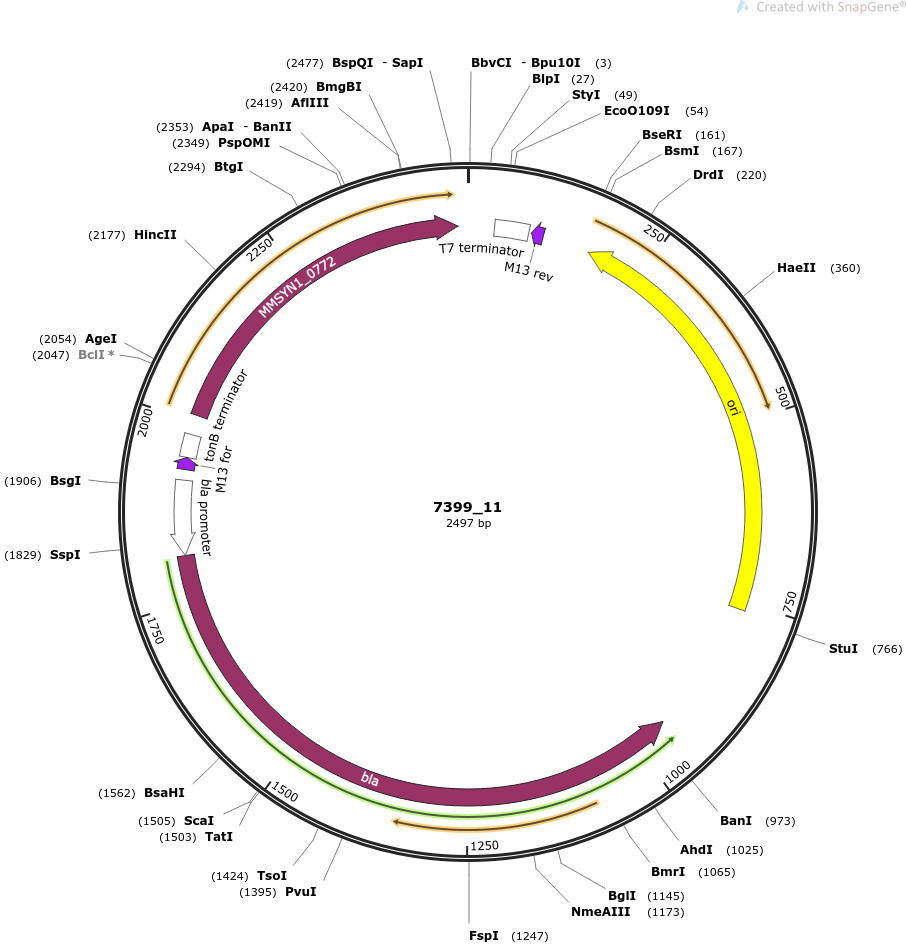 Created with SnapGene®
(2477) BspQI - SapI
BbvCI - Bpu10I (3)
(2420) BmgBI
BlpI (27)
(2419) AflIII
StyI (49)
EcoO109I (54)
(2353) ApaI - BanII
BseRI (161)
(2349) PspOMI
BsmI (167)
(2294) BtgI
DrdI (220)
(2177) HincII
2250
250
MMSYN1_0772
T7 terminator
M13 rev
HaeII (360)
(2054) AgeI
(2047) BclI *
2000
tonB terminator
ori
500
M13 for
(1906) BsgI
bla promoter
7399_11
2497 bp
(1829) SspI
750
1750
StuI (766)
bla
1000
1500
(1562) BsaHI
(1505) ScaI
BanI (973)
(1503) TatI
1250
AhdI (1025)
(1424) TsoI
BmrI (1065)
(1395) PvuI
BglI (1145)
NmeAIII (1173)
FspI (1247)